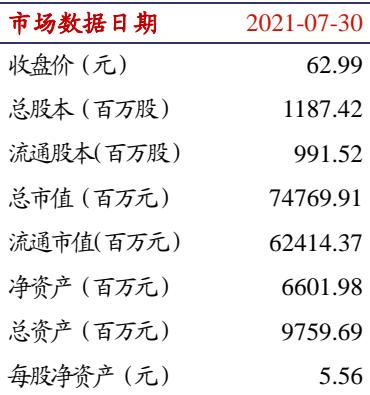 市场数据日期 2021-07-30
收盘价（元） 62.99
总股本（百万股） 1187.42
流通股本(百万股） 991.52
总市值（百万元） 74769.91
流通市值(百万元） 62414.37
净资产（百万元） 6601.98
总资产（百万元） 9759.69
每股净资产（元） 5.56